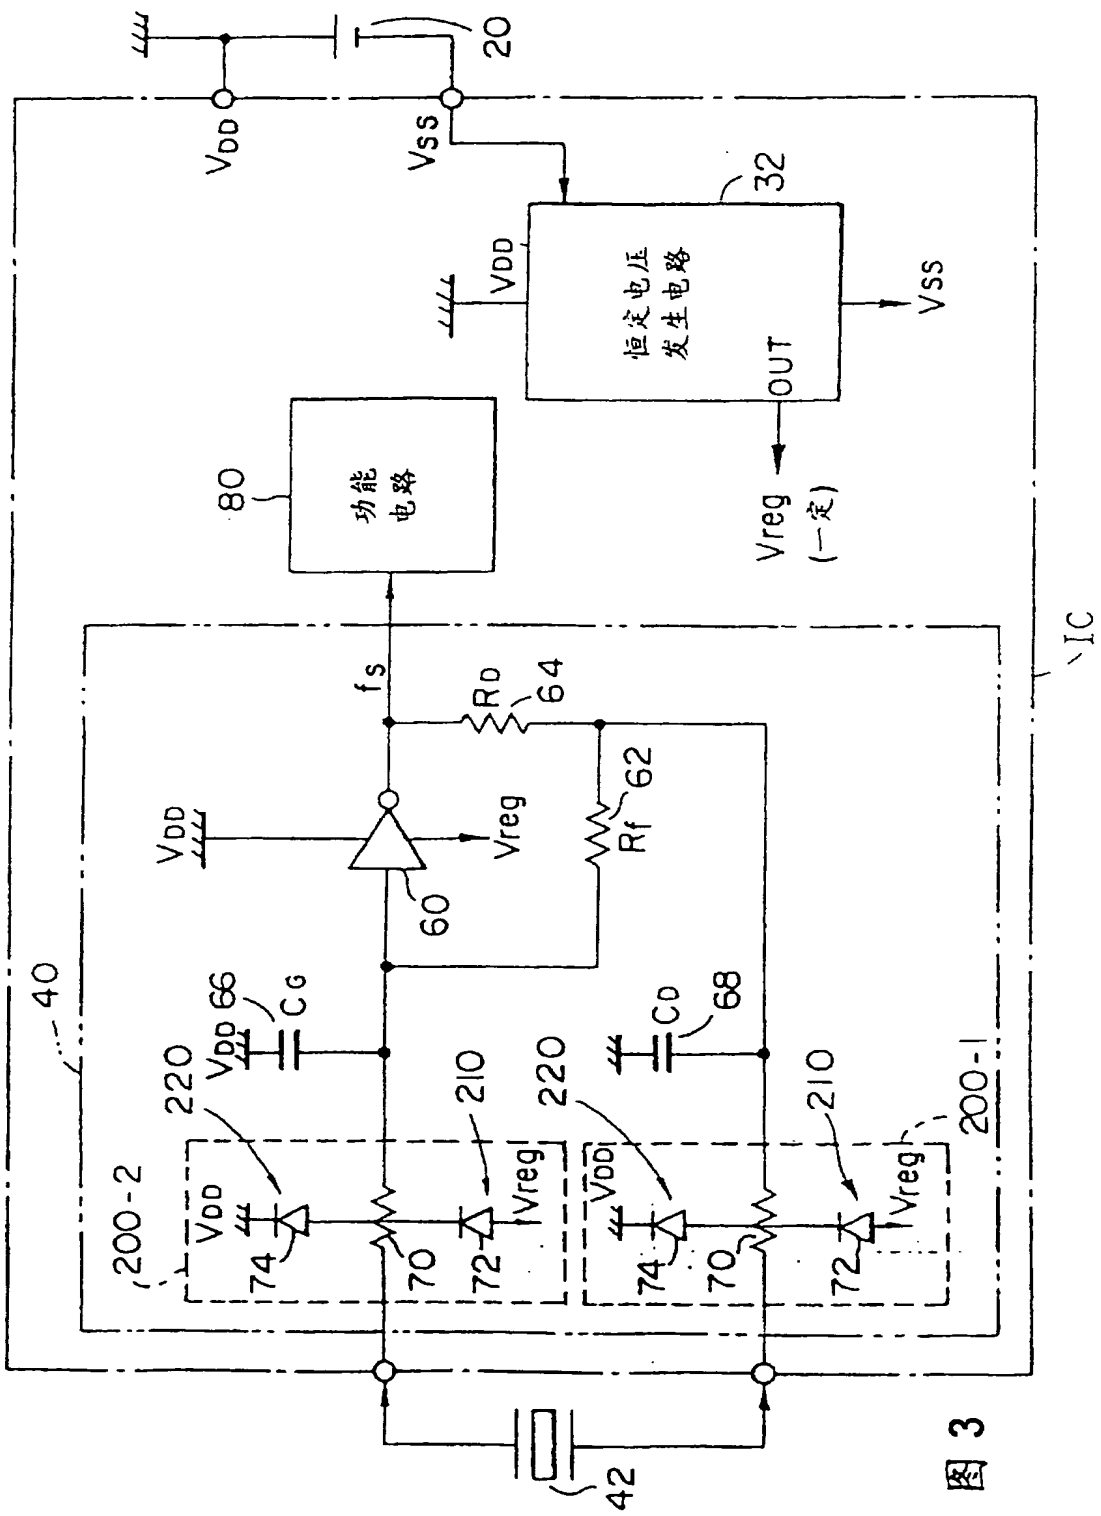 40
200-2
220
VDD
VDD
VDD
VDD
66
80
74
CG
功能
电路
fs
70
60
VSS
210
72
RD
20
VDD
Vreg
Vreg
64
220
VDD
恒定电压
发生电路
42
Rf
62
74
CD
70
68
32
OUT
Vreg
(一定)
210
72
Vreg
VSS
200-1
图 3
IC